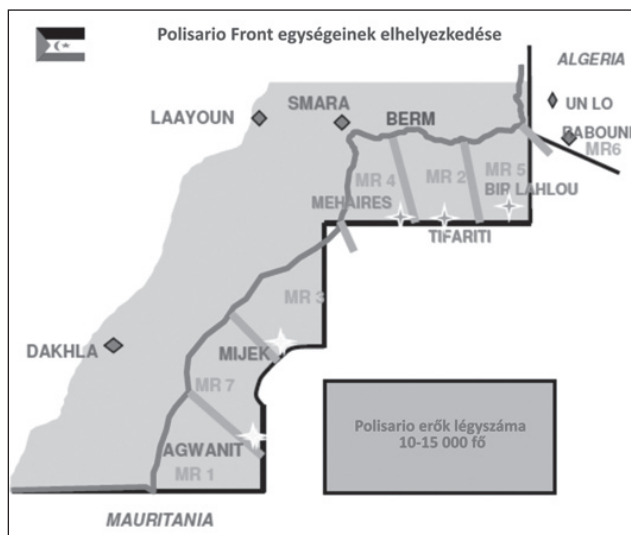 Polisario Front egységeinek elhelyezkedése
ALGERIA
UN LO
LAAYOUN
SMARA
BERM
RABOUNI
MR6
MR 4
MR 2
MR 5
MEHAIRES
BIR LAHLOU
TIFARITI
MR 3
DAKHLA
MIJEK
MR 7
Polisario erők légyszáma
10-15 000 fő
AGWANIT
MR 1
MAURITANIA